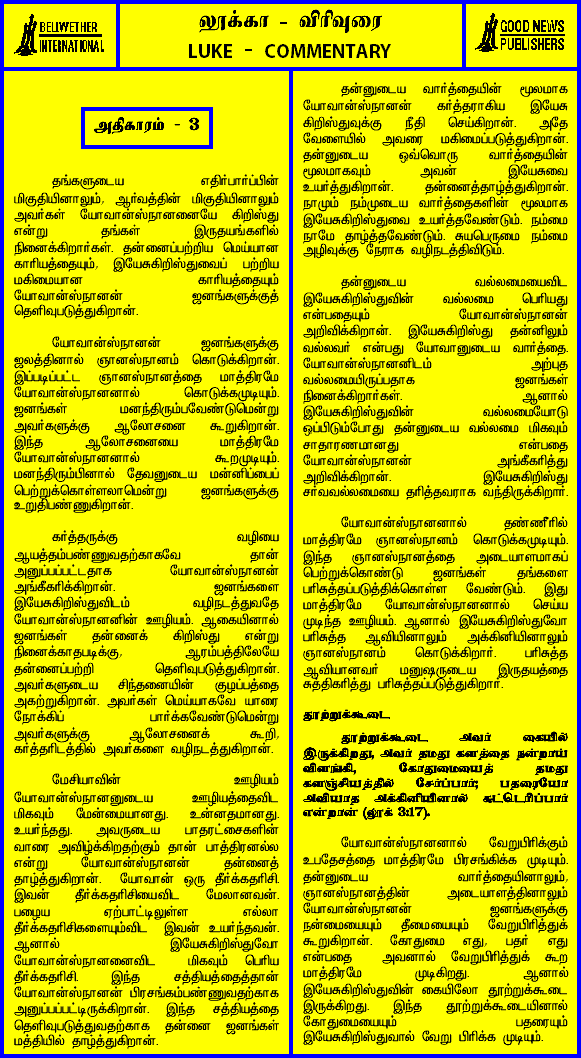 BELLWETHER
INTERNATIONAL
லூக்கா - விரிவுரை
LUKE - COMMENTARY
GOOD NEWS
PUBLISHERS
அதிகாரம் - 3
தங்களுடைய எதிர்பார்ப்பின்
மிகுதியினாலும், ஆர்வத்தின் மிகுதியினாலும்
அவர்கள் யோவான்ஸ்நானனையே கிறிஸ்து
என்று தங்கள் இருதயங்களில்
நினைக்கிறார்கள். தன்னைப்பற்றிய மெய்யான
காரியத்தையும், இயேசுகிறிஸ்துவைப் பற்றிய
மகிமையான காரியத்தையும்
யோவான்ஸ்நானன் ஜனங்களுக்குத்
தெளிவுபடுத்துகிறான்.
யோவான்ஸ்நானன் ஜனங்களுக்கு
ஜலத்தினால் ஞானஸ்நானம் கொடுக்கிறான்.
இப்படிப்பட்ட ஞானஸ்நானத்தை மாத்திரமே
யோவான்ஸ்நானனால் கொடுக்கமுடியும்.
ஜனங்கள் மனந்திரும்பவேண்டுமென்று
அவர்களுக்கு ஆலோசனை கூறுகிறான்.
இந்த ஆலோசனையை மாத்திரமே
யோவான்ஸ்நானனால் கூறமுடியும்.
மனந்திரும்பினால் தேவனுடைய மன்னிப்பைப்
பெற்றுக்கொள்ளலாமென்று ஜனங்களுக்கு
உறுதிபண்ணுகிறான்.
கர்த்தருக்கு வழியை
ஆயத்தம்பண்ணுவதற்காகவே தான்
அனுப்பப்பட்டதாக யோவான்ஸ்நானன்
அங்கீகரிக்கிறான். ஜனங்களை
இயேசுகிறிஸ்துவிடம் வழிநடத்துவதே
யோவான்ஸ்நானனின் ஊழியம். ஆகையினால்
ஜனங்கள் தன்னைக் கிறிஸ்து என்று
நினைக்காதபடிக்கு, ஆரம்பத்திலேயே
தன்னைப்பற்றி தெளிவுபடுத்துகிறான்.
அவர்களுடைய சிந்தனையின் குழப்பத்தை
அகற்றுகிறான். அவர்கள் மெய்யாகவே யாரை
நோக்கிப் பார்க்கவேண்டுமென்று
அவர்களுக்கு ஆலோசனைக் கூறி,
கர்த்தரிடத்தில் அவர்களை வழிநடத்துகிறான்.
மேசியாவின் ஊழியம்
யோவான்ஸ்நானனுடைய ஊழியத்தைவிட
மிகவும் மேன்மையானது. உன்னதமானது.
உயர்ந்தது. அவருடைய பாதரட்சைகளின்
வாரை அவிழ்க்கிறதற்கும் தான் பாத்திரனல்ல
என்று யோவான்ஸ்நானன் தன்னைத்
தாழ்த்துகிறான். யோவான் ஒரு தீர்க்கதரிசி.
இவன் தீர்க்கதரிசியைவிட மேலானவன்.
பழைய ஏற்பாட்டிலுள்ள எல்லா
தீர்க்கதரிசிகளையும்விட இவன் உயர்ந்தவன்.
ஆனால் இயேசுகிறிஸ்துவோ
யோவான்ஸ்நானனைவிட மிகவும் பெரிய
தீர்க்கதரிசி. இந்த சத்தியத்தைத்தான்
யோவான்ஸ்நானன் பிரசங்கம்பண்ணுவதற்காக
அனுப்பப்பட்டிருக்கிறான். இந்த சத்தியத்தை
தெளிவுபடுத்துவதற்காக தன்னை ஜனங்கள்
மத்தியில் தாழ்த்துகிறான்.
தன்னுடைய வார்த்தையின் மூலமாக
யோவான்ஸ்நானன் கர்த்தராகிய இயேசு
கிறிஸ்துவுக்கு நீதி செய்கிறான். அதே
வேளையில் அவரை மகிமைப்படுத்துகிறான்.
தன்னுடைய ஒவ்வொரு வார்த்தையின்
மூலமாகவும் அவன் இயேசுவை
உயர்த்துகிறான். தன்னைத்தாழ்த்துகிறான்.
நாமும் நம்முடைய வார்த்தைகளின் மூலமாக
இயேசுகிறிஸ்துவை உயர்த்தவேண்டும். நம்மை
நாமே தாழ்த்தவேண்டும். சுயபெருமை நம்மை
அழிவுக்கு நேராக வழிநடத்திவிடும்.
தன்னுடைய வல்லமையைவிட
இயேசுகிறிஸ்துவின் வல்லமை பெரியது
என்பதையும் யோவான்ஸ்நானன்
அறிவிக்கிறான். இயேசுகிறிஸ்து தன்னிலும்
வல்லவர் என்பது யோவானுடைய வார்த்தை.
யோவான்ஸ்நானனிடம் அற்புத
வல்லமையிருப்பதாக ஜனங்கள்
நினைக்கிறார்கள். ஆனால்
இயேசுகிறிஸ்துவின் வல்லமையோடு
ஒப்பிடும்போது தன்னுடைய வல்லமை மிகவும்
சாதாரணமானது என்பதை
யோவான்ஸ்நானன் அங்கீகரித்து
அறிவிக்கிறான். இயேசுகிறிஸ்து
சர்வவல்லமையை தரித்தவராக வந்திருக்கிறார்.
யோவான்ஸ்நானனால் தண்ணீரில்
மாத்திரமே ஞானஸ்நானம் கொடுக்கமுடியும்.
இந்த ஞானஸ்நானத்தை அடையாளமாகப்
பெற்றுக்கொண்டு ஜனங்கள் தங்களை
பரிசுத்தப்படுத்திக்கொள்ள வேண்டும். இது
மாத்திரமே யோவான்ஸ்நானனால் செய்ய
முடிந்த ஊழியம். ஆனால் இயேசுகிறிஸ்துவோ
பரிசுத்த ஆவியினாலும் அக்கினியினாலும்
ஞானஸ்நானம் கொடுக்கிறார். பரிசுத்த
ஆவியானவர் மனுஷருடைய இருதயத்தை
சுத்திகரித்து பரிசுத்தப்படுத்துகிறார்.
தூற்றுக்கூடை
தூற்றுக்கூடை அவர் கையில்
இருக்கிறது, அவர் தமது களத்தை நன்றாய்
விளக்கி, கோதுமையைத் தமது
களஞ்சியத்தில் சேர்ப்பார்; பதரையோ
அவியாத அக்கினியினால் சுட்டெரிப்பார்
என்றான் (லூக் 3:17).
யோவான்ஸ்நானனால் வேறுபிரிக்கும்
உபதேசத்தை மாத்திரமே பிரசங்கிக்க முடியும்.
தன்னுடைய வார்த்தையினாலும்,
ஞானஸ்நானத்தின் அடையாளத்தினாலும்
யோவான்ஸ்நானன் ஜனங்களுக்கு
நன்மையையும் தீமையையும் வேறுபிரித்துக்
கூறுகிறான். கோதுமை எது, பதர் எது
என்பதை அவனால் வேறுபிரித்துக் கூற
மாத்திரமே முடிகிறது. ஆனால்
இயேசுகிறிஸ்துவின் கையிலோ தூற்றுக்கூடை
இருக்கிறது. இந்த தூற்றுக்கூடையினால்
கோதுமையையும் பதரையும்
இயேசுகிறிஸ்துவால் வேறு பிரிக்க முடியும்.